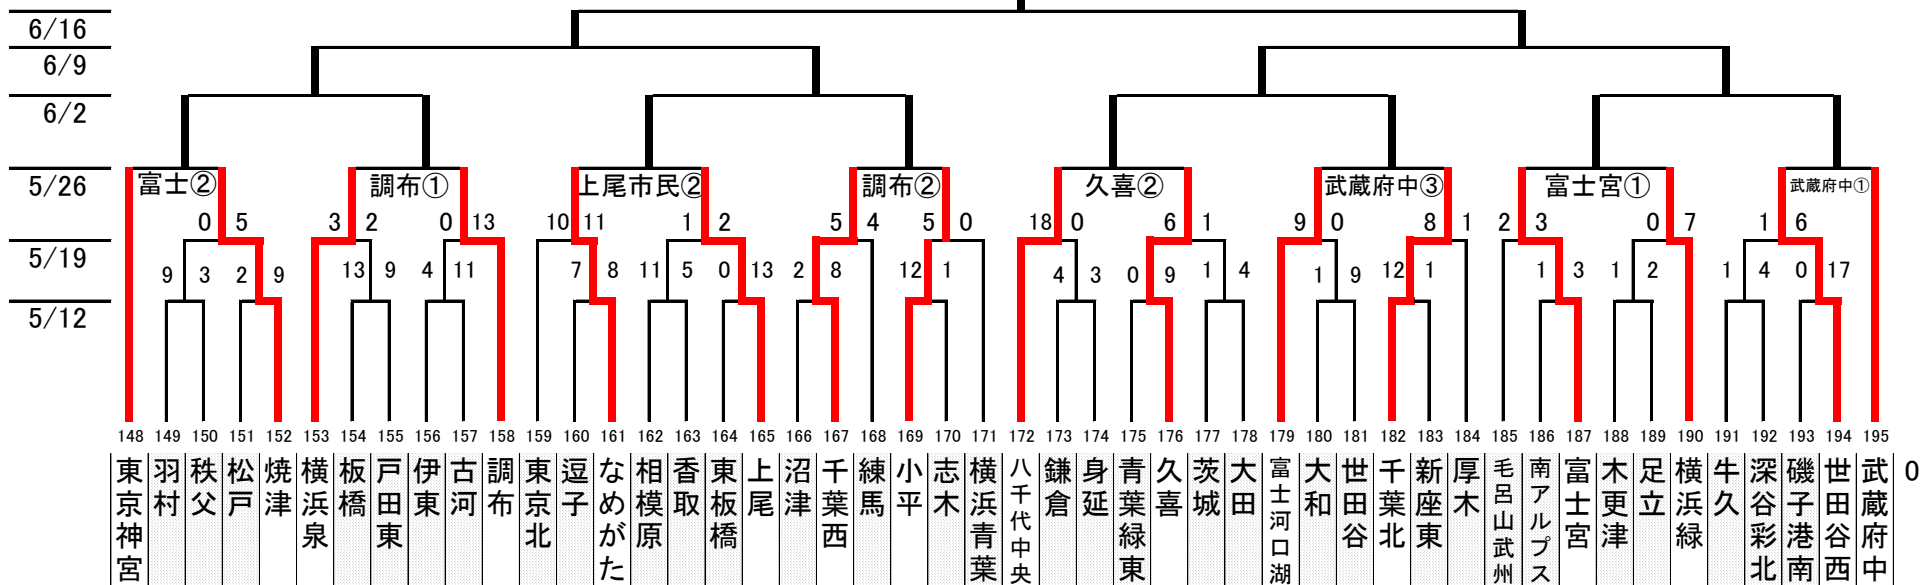 6/16
6/9
6/2
5/26
5/19
5/12
富士② 調布① 上尾市民② 調布② 久喜② 武蔵府中③ 富士宮① 武蔵府中①
0 5 3 2 0 13 10 11 1 2 5 4 5 0 18 0 6 1 9 0 8 1 2 3 0 7 1 6
9 3 2 9 13 9 4 11 7 8 11 5 0 13 2 8 12 1 4 3 0 9 1 4 1 9 12 1 1 3 1 2 1 4 0 17
148 149 150 151 152 153 154 155 156 157 158 159 160 161 162 163 164 165 166 167 168 169 170 171 172 173 174 175 176 177 178 179 180 181 182 183 184 185 186 187 188 189 190 191 192 193 194 195
東京神宮
羽村
秩父
松戸
焼津
横浜泉
板橋
戸田東
伊東
古河
調布
東京北
逗子
なめがた
相模原
香取
東板橋
上尾
沼津
千葉西
練馬
小平
志木
横浜青葉
八千代中央
鎌倉
身延
青葉緑東
久喜
茨城
大田
富士河口湖
大和
世田谷
千葉北
新座東
厚木
毛呂山武州
南アルプス
富士宮
木更津
足立
横浜緑
牛久
深谷彩北
磯子港南
世田谷西
武蔵府中
0